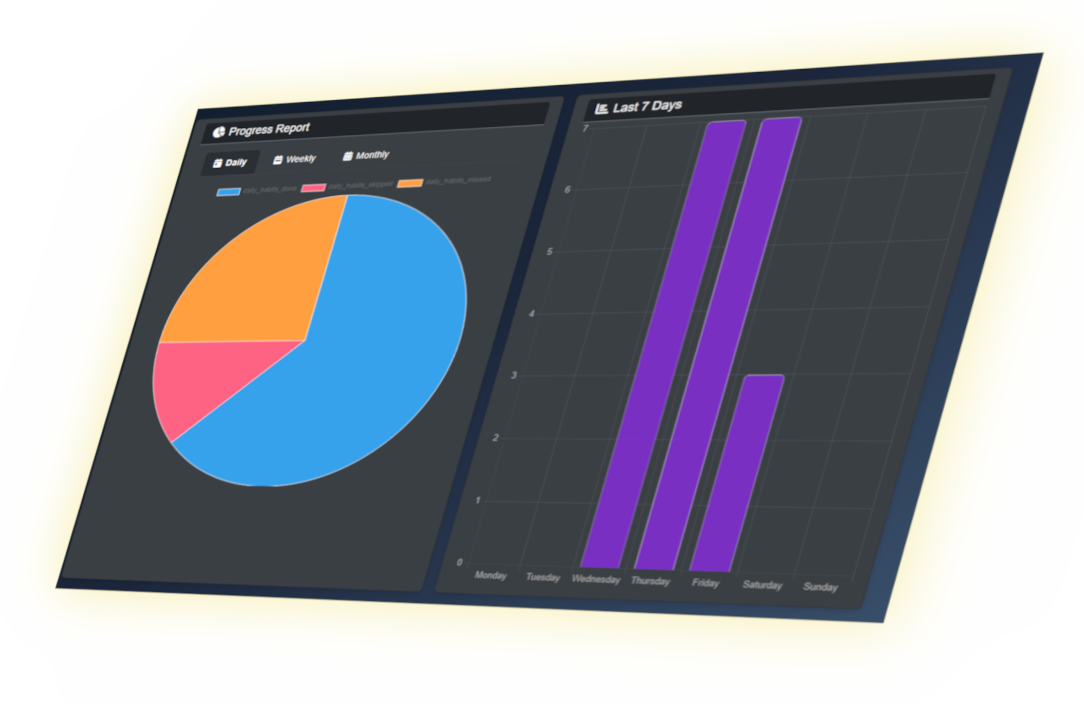 Progress Report
Daily Weekly Monthly
daily_habits_done daily_habits_skipped daily_habits_missed
Last 7 Days
7
6
5
4
3
2
1
0
Monday Tuesday Wednesday Thursday Friday Saturday Sunday